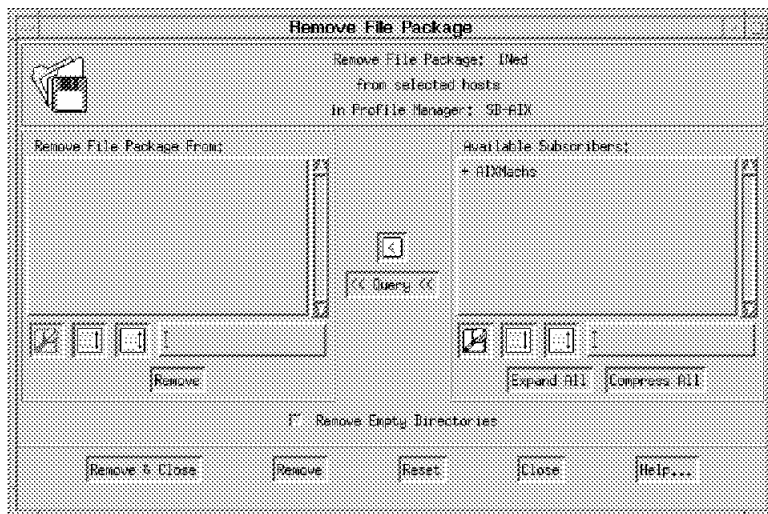 Remove File Package
Remove File Package: INed
from selected hosts
in Profile Manager: SB-AIX
Remove File Package From:
Available Subscribers:
+ AIXMachs
<
<< Query <<
Remove
Expand All
Compress All
Remove Empty Directories
Remove & Close
Remove
Reset
Close
Help...